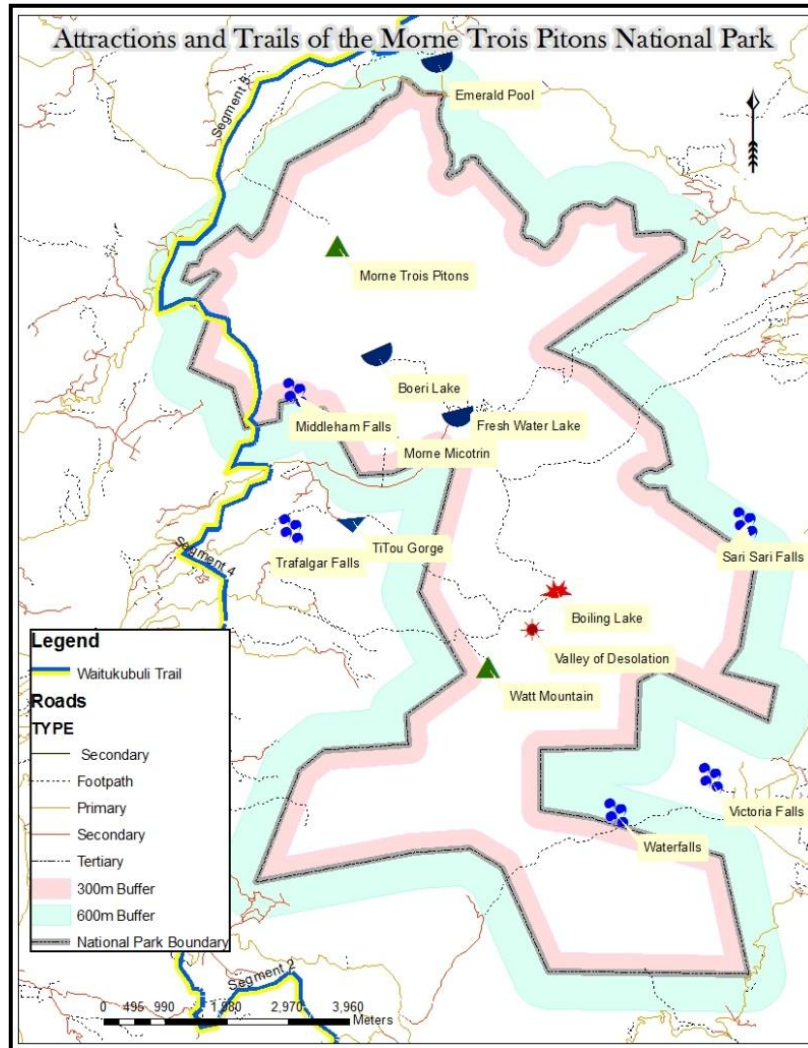 Attractions and Trails of the Morne Trois Pitons National Park
Segment 5
Emerald Pool
Morne Trois Pitons
Boeri Lake
Middleham Falls
Fresh Water Lake
Morne Micotrin
Segment 4
Trafalgar Falls
TiTou Gorge
Sari Sari Falls
Boiling Lake
Valley of Desolation
Watt Mountain
Victoria Falls
Waterfalls
Legend
Waitukubuli Trail
Roads
TYPE
Secondary
Footpath
Primary
Secondary
Tertiary
300m Buffer
600m Buffer
National Park Boundary
Segment 2
0 495 990 1,980 2,970 3,960
Meters